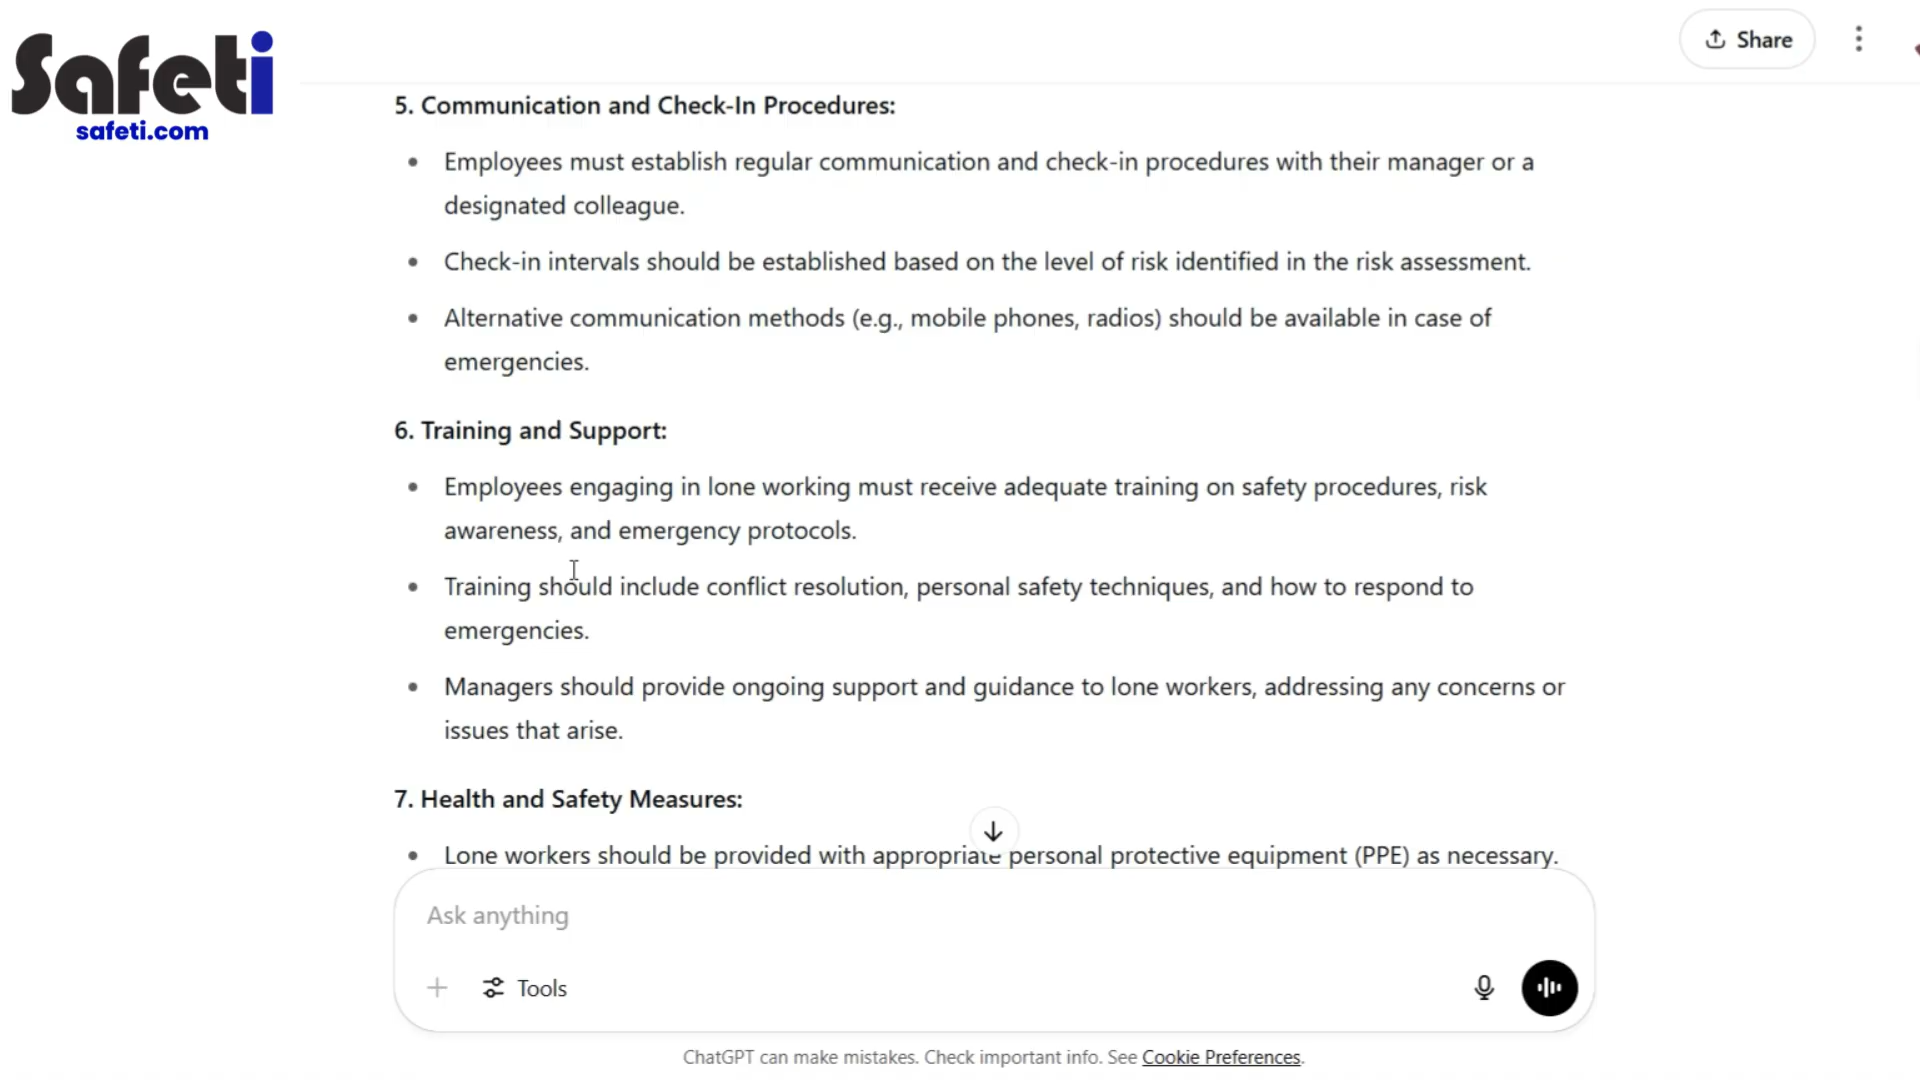 Safeti
safeti.com
Share
5. Communication and Check-In Procedures:
Employees must establish regular communication and check-in procedures with their manager or a
designated colleague.
Check-in intervals should be established based on the level of risk identified in the risk assessment.
Alternative communication methods (e.g., mobile phones, radios) should be available in case of
emergencies.
6. Training and Support:
Employees engaging in lone working must receive adequate training on safety procedures, risk
awareness, and emergency protocols.
Training should include conflict resolution, personal safety techniques, and how to respond to
emergencies.
Managers should provide ongoing support and guidance to lone workers, addressing any concerns or
issues that arise.
7. Health and Safety Measures:
Lone workers should be provided with appropriate personal protective equipment (PPE) as necessary.
Ask anything
Tools
ChatGPT can make mistakes. Check important info. See Cookie Preferences.